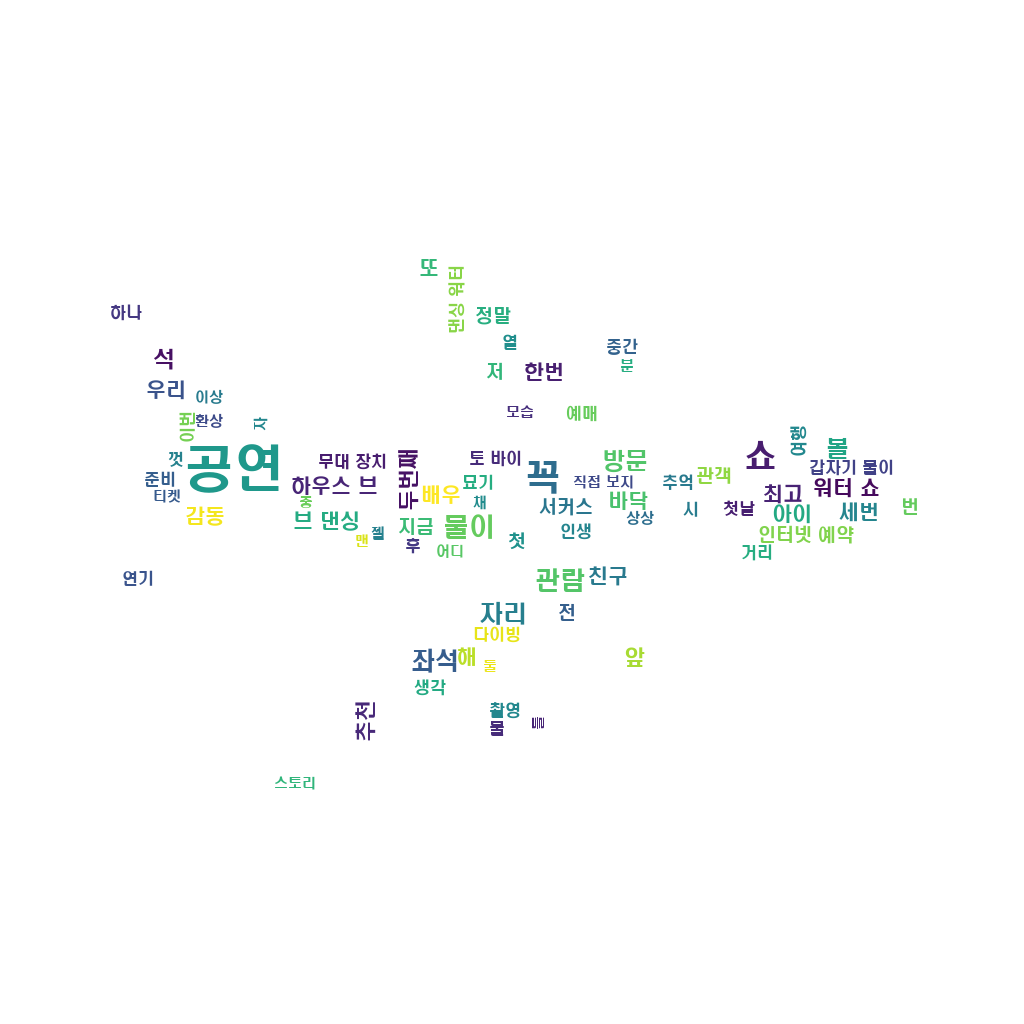 또
댄싱 워터
하나
정말
열
중간
석
분
저
한번
우리
이상
모습
예매
이번
환상
차
여행
공연
껏
무대 장치
두번째
토 바이
꼭
방문
쇼
볼
갑자기 물이
준비
티켓
하우스 브
종
배우
묘기
채
직접 보지
추억
관객
최고
워터 쇼
감동
브 댄싱
젤
맨
지금
물이
서커스
바닥
상상
시
첫날
아이
세번
번
후
어디
첫
인생
인터넷 예약
거리
연기
관람
친구
자리
전
다이빙
좌석
해
툴
앞
생각
추천
촬영
물
들
스토리